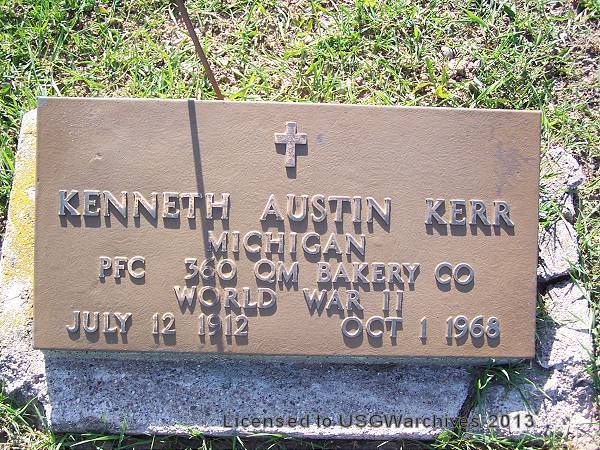 KENNETH AUSTIN KERR
MICHIGAN
PFC 360 QM BAKERY CO
WORLD WAR II
JULY 12 1912 OCT 1 1968
Licensed to USGWarchives 2013